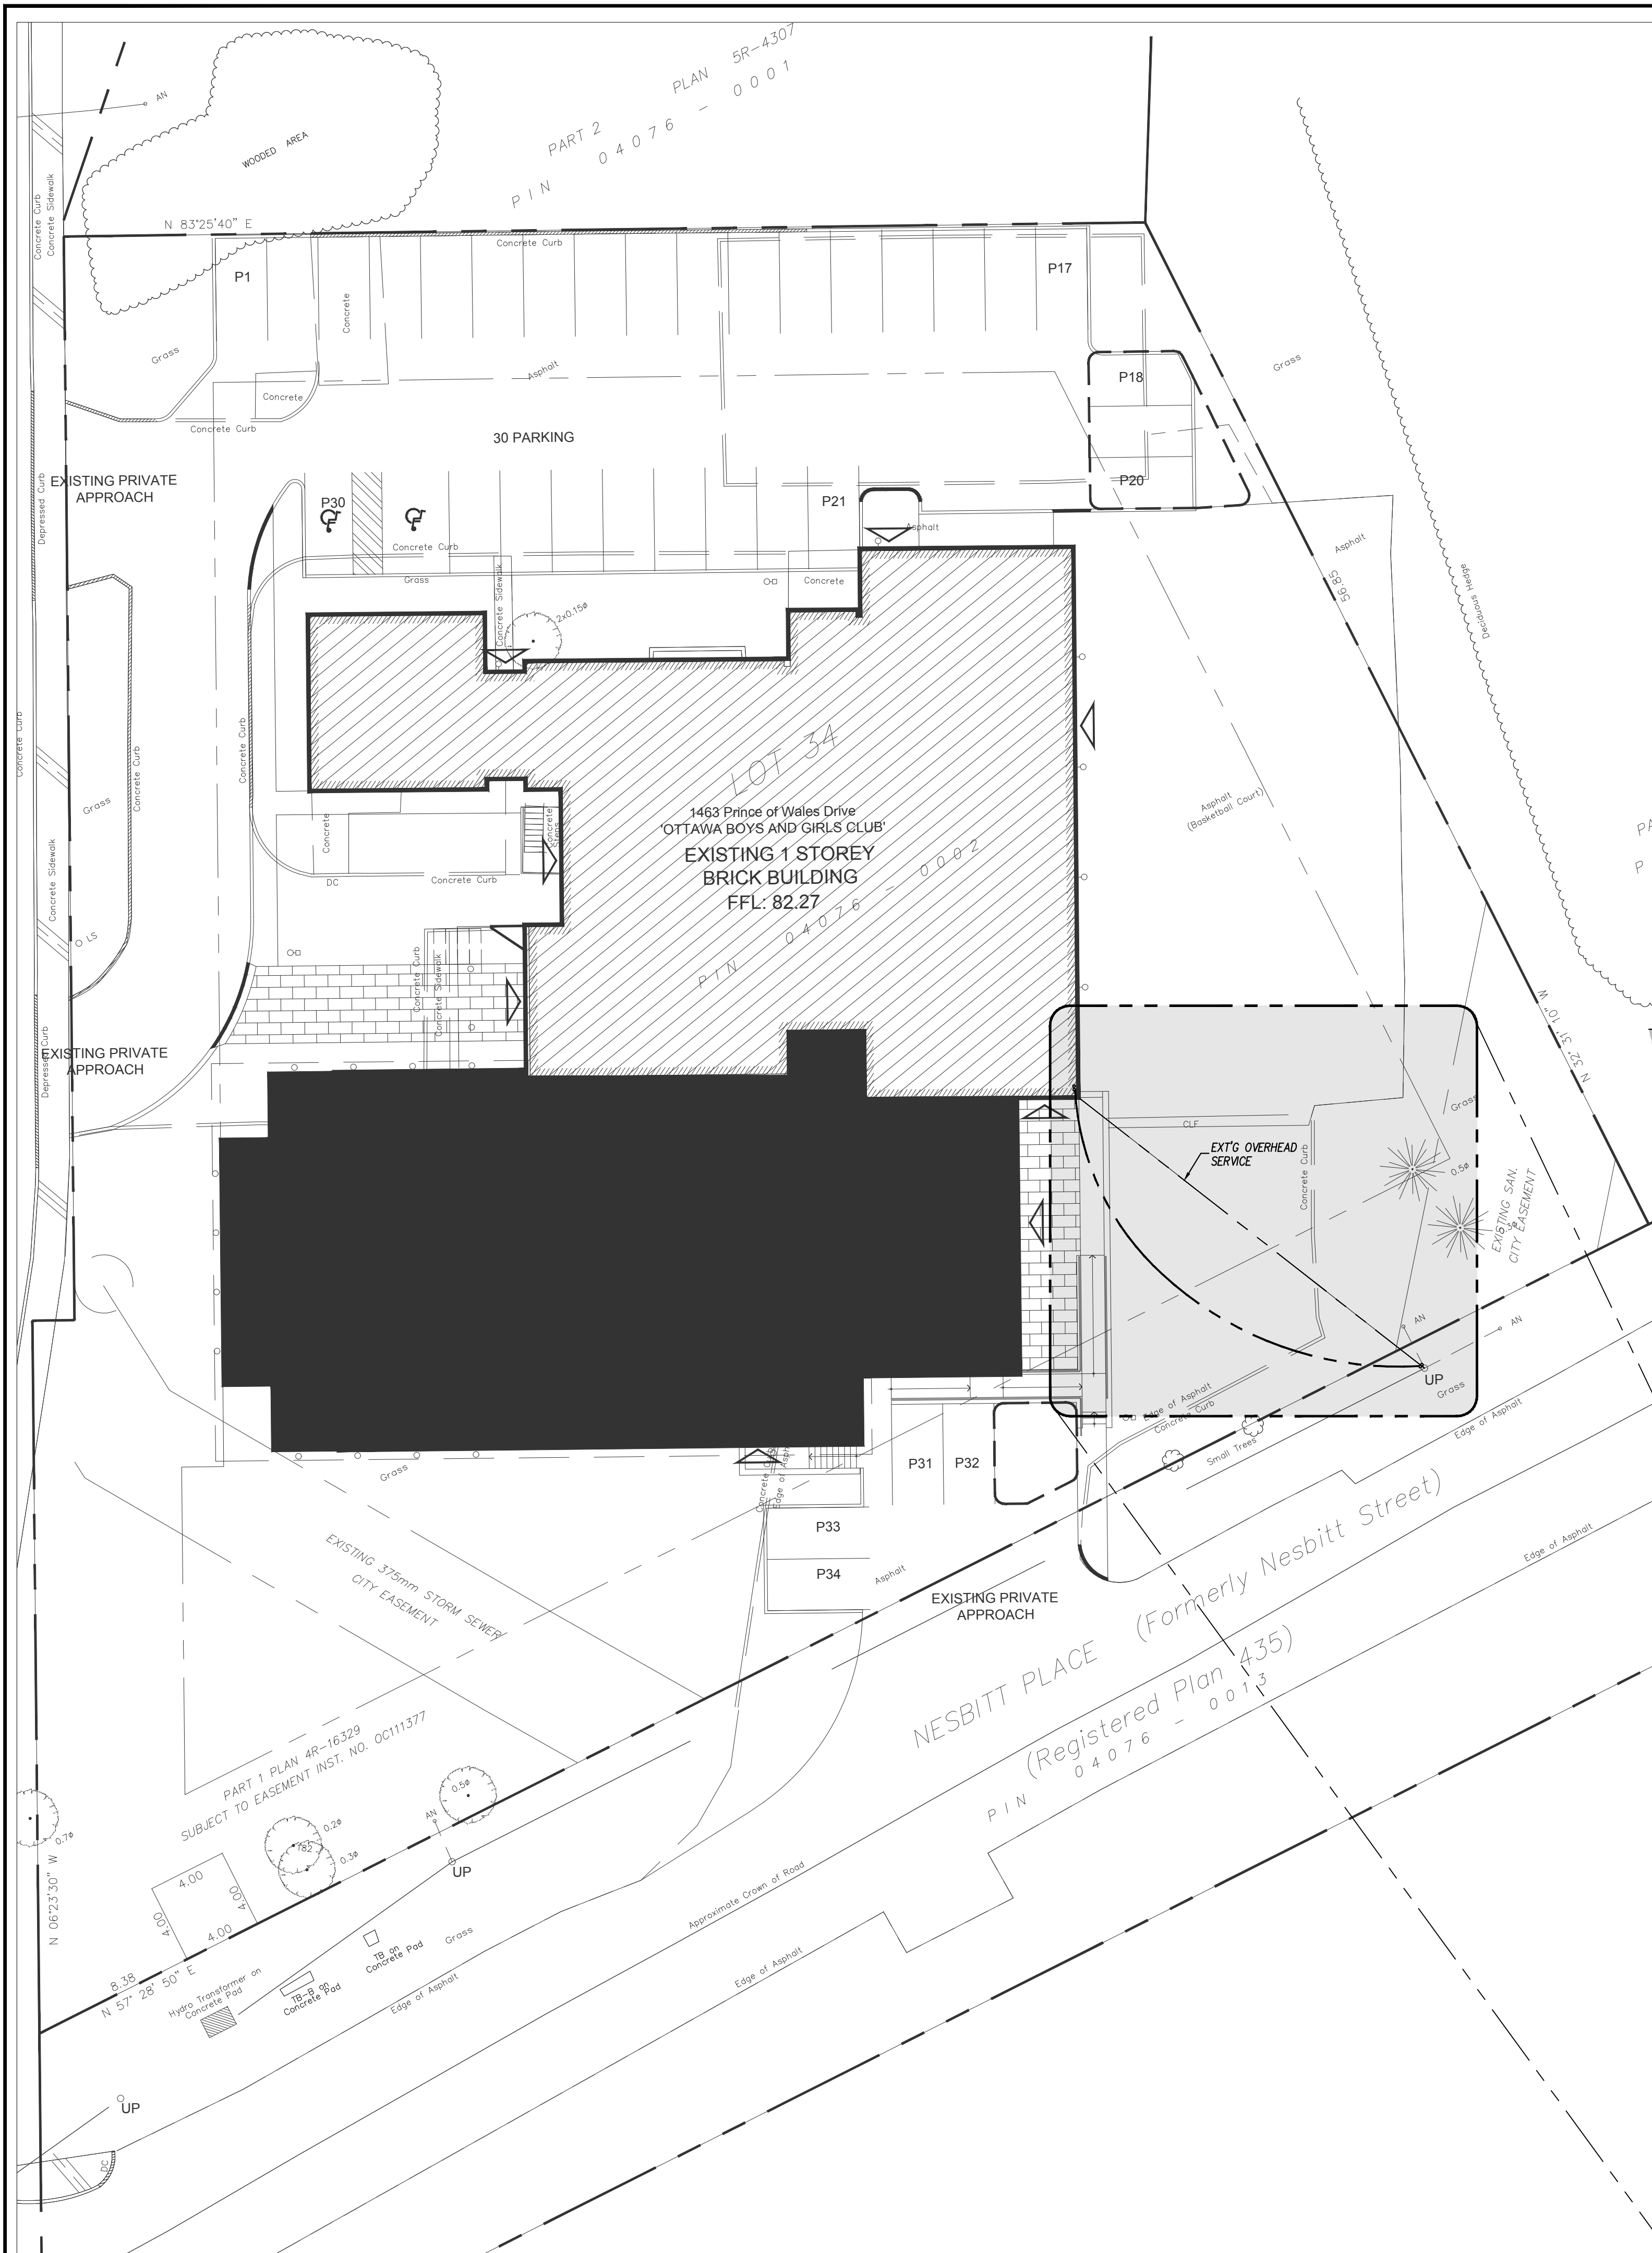 PLAN 5R-4307
PART 2
PIN 04076 - 0001
AN
WOODED AREA
Concrete Curb
Concrete Sidewalk
N 83°25'40" E
Concrete Curb
P1
P17
Concrete
Grass
Asphalt
Grass
Concrete
P18
Concrete Curb
30 PARKING
EXISTING PRIVATE
APPROACH
Depressed Curb
P30
P21
P20
Asphalt
Concrete Curb
Asphalt
56.85
Deciduous Hedge
Grass
Concrete
Concrete Sidewalk
2x0.15ø
Concrete Curb
Concrete Curb
Concrete Curb
Grass
LOT 34
Asphalt
(Basketball Court)
1463 Prince of Wales Drive
'OTTAWA BOYS AND GIRLS CLUB'
EXISTING 1 STOREY
BRICK BUILDING
FFL: 82.27
PIN 04076 - 0002
Concrete
Concrete
Steps
DC
Concrete Curb
Concrete Sidewalk
LS
PA
P
Concrete Curb
Concrete Sidewalk
N 32° 31' 10" W
EXISTING PRIVATE
APPROACH
Depressed Curb
Grass
CLF
EXT'G OVERHEAD
SERVICE
Concrete Curb
0.5ø
EXISTING SAN.
CITY EASEMENT
AN
AN
UP
Grass
Edge of Asphalt
Concrete Curb
Edge of Asphalt
Small Trees
P31
P32
Grass
Edge of Asph
P33
P34
Asphalt
EXISTING PRIVATE
APPROACH
Edge of Asphalt
EXISTING 375mm STORM SEWER
CITY EASEMENT
NESBITT PLACE (Formerly Nesbitt Street)
(Registered Plan 435)
PIN 04076 - 0013
PART 1 PLAN 4R-16329
SUBJECT TO EASEMENT INST. NO. OC111377
0.5ø
AN
0.7ø
0.2ø
0.3ø
UP
4.00
4.00
4.00
4.00
N 06°23'30" W
Approximate Crown of Road
8.38
N 57° 28' 50" E
Hydro Transformer on
Concrete Pad
TB on
Concrete Pad
TB-B on
Concrete Pad
Grass
Edge of Asphalt
Edge of Asphalt
UP
DC